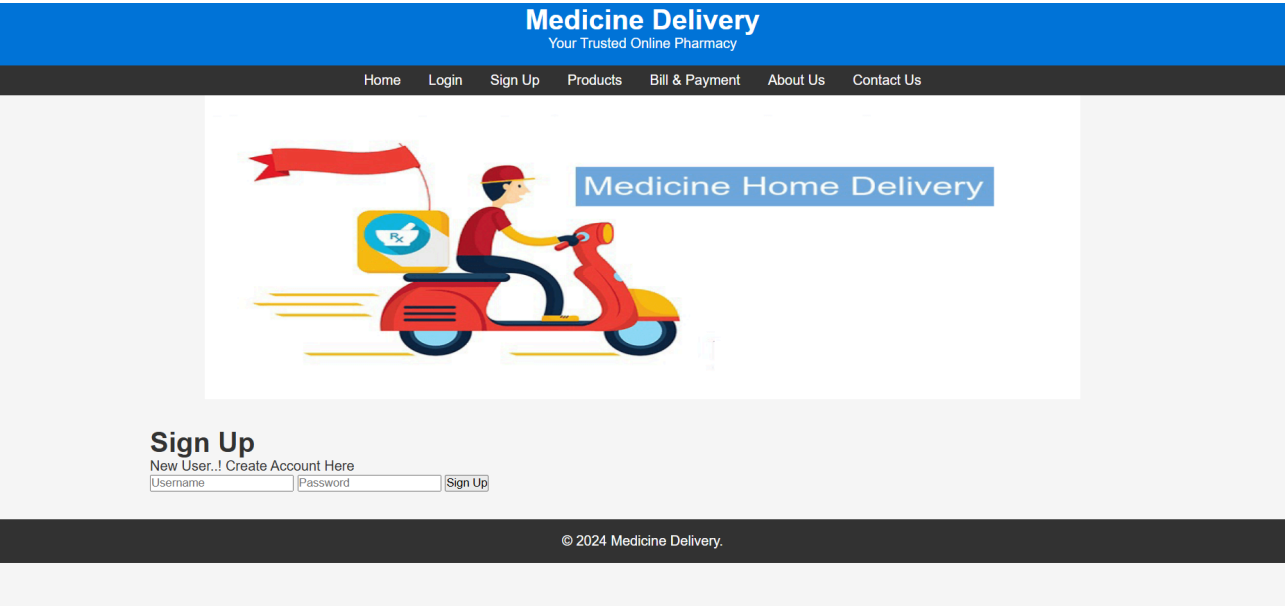 Medicine Delivery
Your Trusted Online Pharmacy
Home Login Sign Up Products Bill & Payment About Us Contact Us
Medicine Home Delivery
Rx
Sign Up
New User..! Create Account Here
Username Password Sign Up
© 2024 Medicine Delivery.